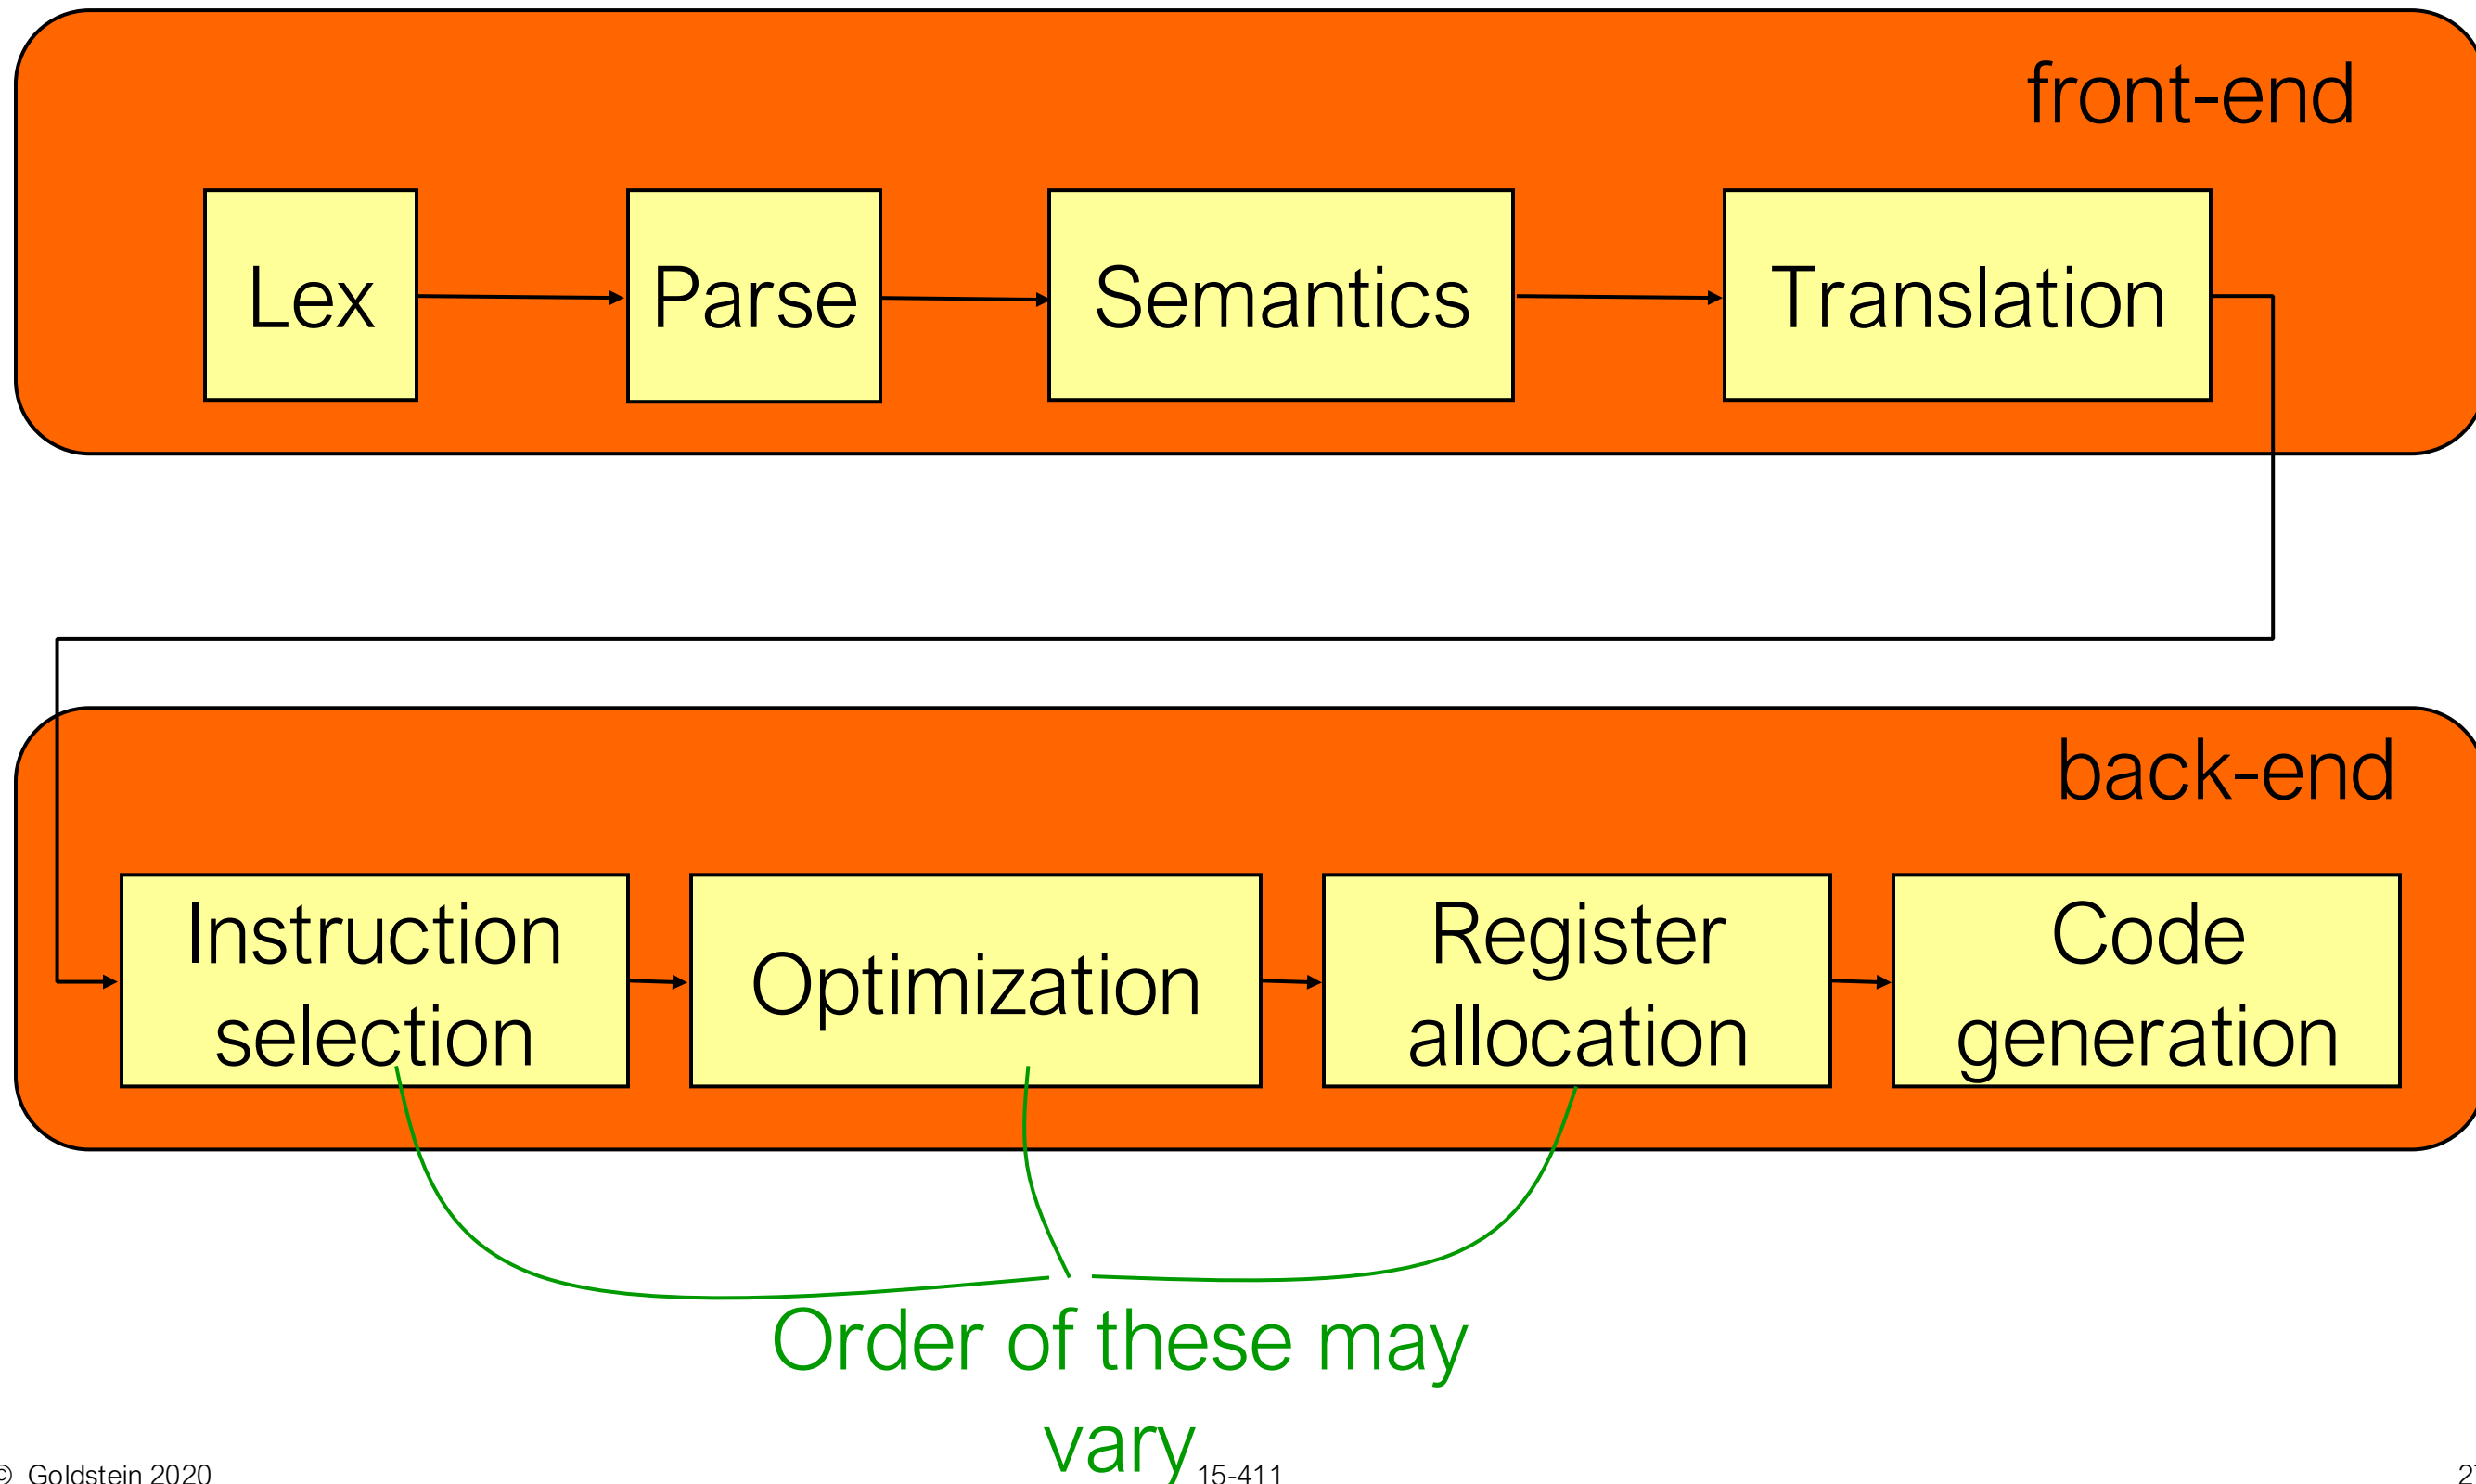 front-end
Lex
Parse
Semantics
Translation
back-end
Instruction
selection
Optimization
Register
allocation
Code
generation
Order of these may
vary
© Goldstein 2020
15-411